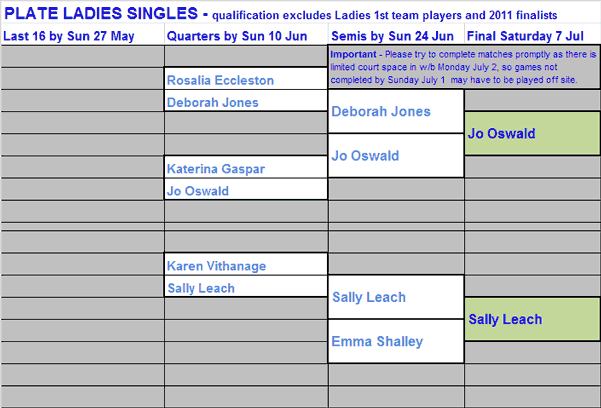 PLATE LADIES SINGLES - qualification excludes Ladies 1st team players and 2011 finalists
Last 16 by Sun 27 May
Quarters by Sun 10 Jun
Semis by Sun 24 Jun
Final Saturday 7 Jul
Important - Please try to complete matches promptly as there is
limited court space in w/b Monday July 2, so games not
completed by Sunday July 1 may have to be played off site.
Rosalia Eccleston
Deborah Jones
Deborah Jones
Jo Oswald
Jo Oswald
Katerina Gaspar
Jo Oswald
Karen Vithanage
Sally Leach
Sally Leach
Sally Leach
Emma Shalley